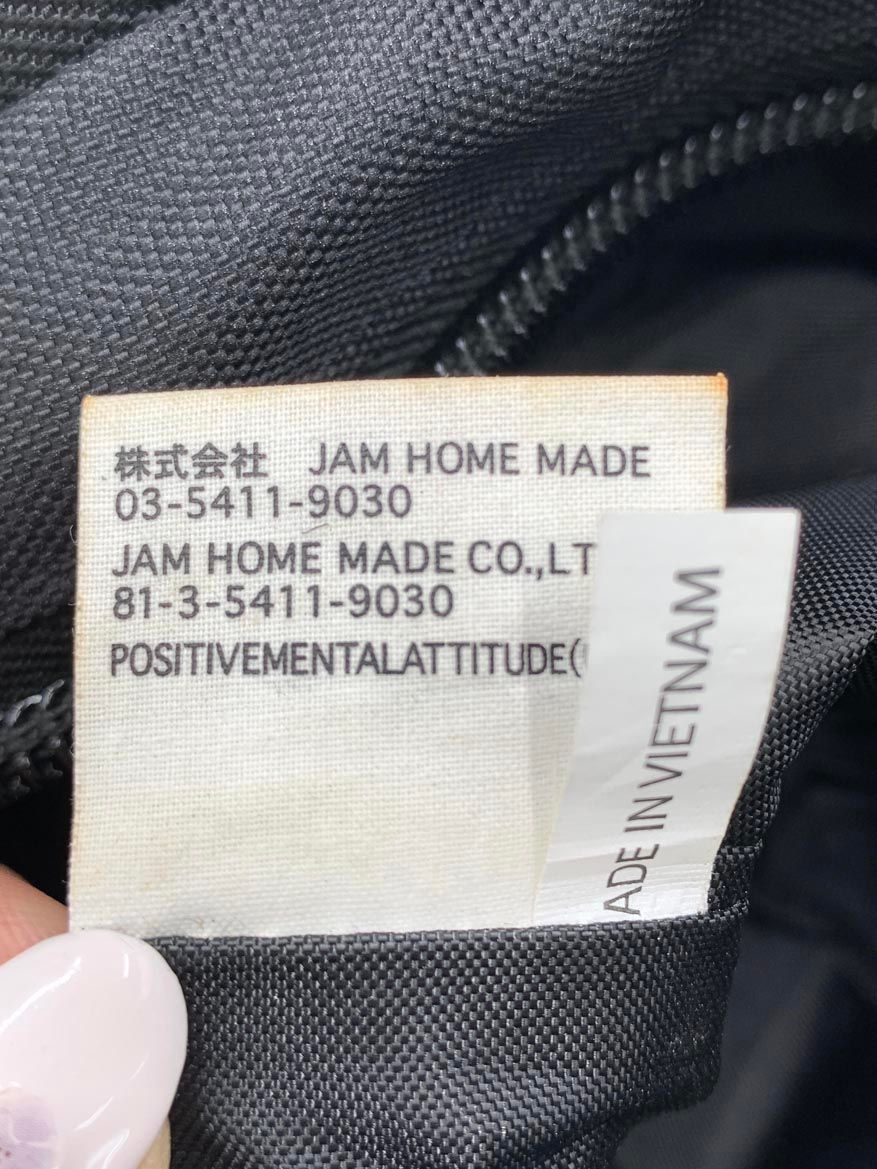 株式会社 JAM HOME MADE
03-5411-9030
JAM HOME MADE CO.,LT
81-3-5411-9030
POSITIVEMENTALATTITUDE(
ADE IN VIETNAM